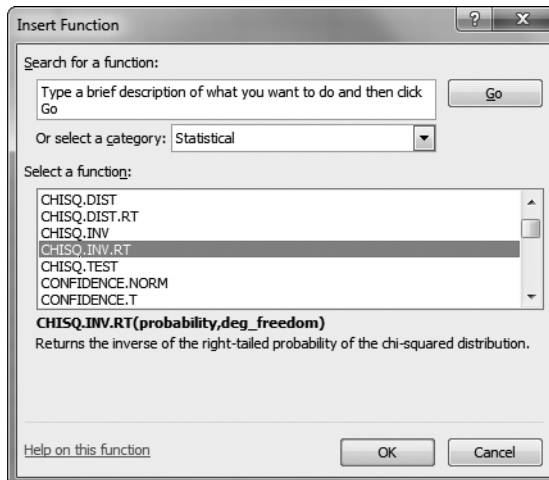 Insert Function
?
X
Search for a function:
Type a brief description of what you want to do and then click
Go
Go
Or select a category: Statistical
Select a function:
CHISQ.DIST
CHISQ.DIST.RT
CHISQ.INV
CHISQ.INV.RT
CHISQ.TEST
CONFIDENCE.NORM
CONFIDENCE.T
CHISQ.INV.RT(probability,deg_freedom)
Returns the inverse of the right-tailed probability of the chi-squared distribution.
Help on this function
OK
Cancel